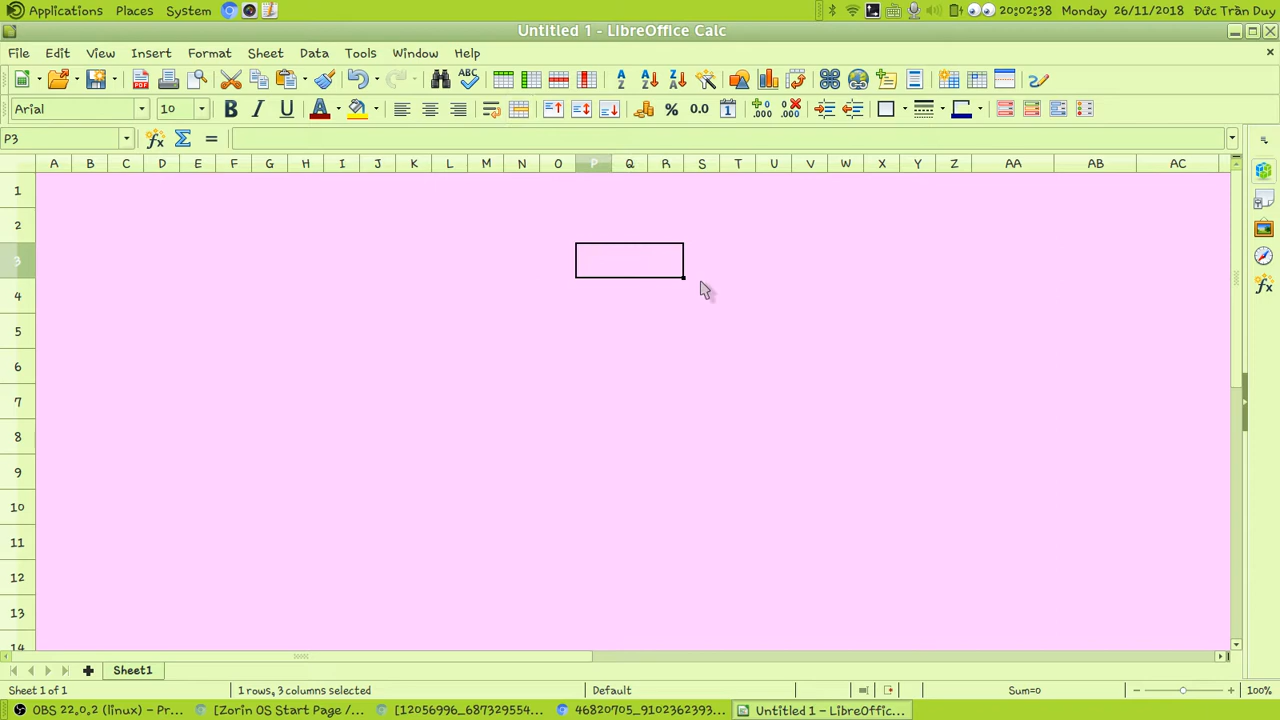 Applications Places System 20:02:38 Monday 26/11/2018 Đức Trần Duy
Untitled 1 - LibreOffice Calc
File Edit View Insert Format Sheet Data Tools Window Help
Arial 10
P3
A B C D E F G H I J K L M N O P Q R S T U V W X Y Z AA AB AC
1
2
3
4
5
6
7
8
9
10
11
12
13
14
Sheet1
Sheet 1 of 1 1 rows, 3 columns selected Default Sum=0 100%
OBS 22.0.2 (linux) - Pr... [Zorin OS Start Page /... [12056996_687329554... 46820705_9102362393... Untitled 1 - LibreOffic...